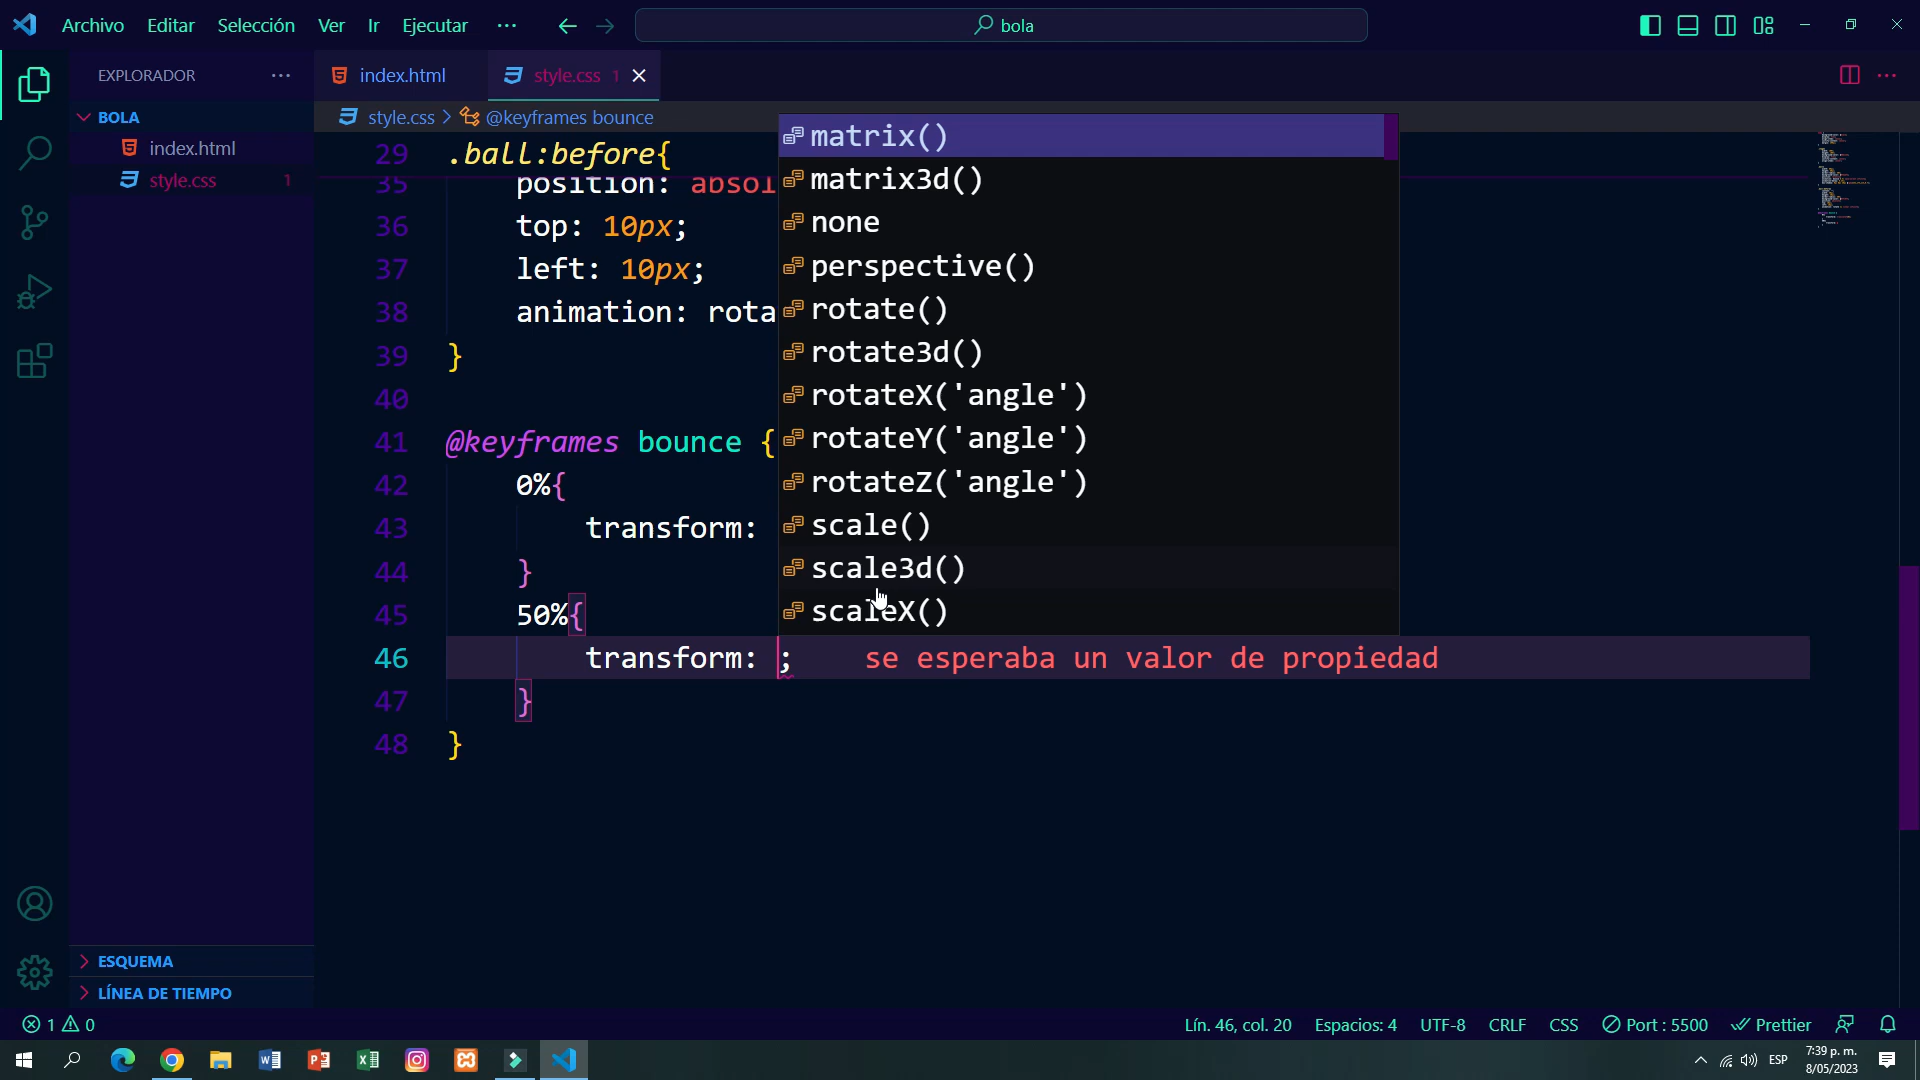 Archivo Editar Selección Ver Ir Ejecutar ··· bola
EXPLORADOR ···
index.html
style.css 1
BOLA
index.html
style.css 1
style.css > @keyframes bounce
29 .ball:before{
35 position: absol
36 top: 10px;
37 left: 10px;
38 animation: rota
39 }
40
41 @keyframes bounce {
42 0%{
43 transform:
44 }
45 50%{
46 transform: ; se esperaba un valor de propiedad
47 }
48 }
matrix()
matrix3d()
none
perspective()
rotate()
rotate3d()
rotateX('angle')
rotateY('angle')
rotateZ('angle')
scale()
scale3d()
scaleX()
ESQUEMA
LÍNEA DE TIEMPO
1 0 Lín. 46, col. 20 Espacios: 4 UTF-8 CRLF CSS Port : 5500 Prettier
ESP 7:39 p. m.
8/05/2023